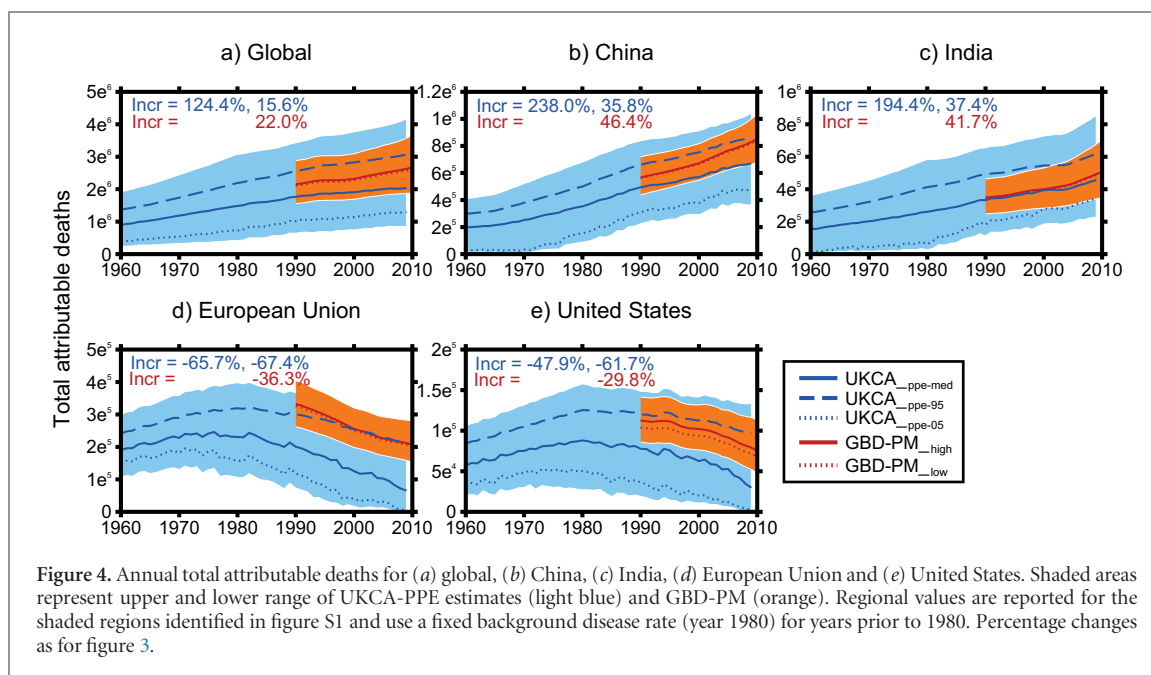 a) Global
b) China
c) India
Total attributable deaths
5e⁶
4e⁶
3e⁶
2e⁶
1e⁶
0
Incr = 124.4%, 15.6%
Incr = 22.0%
1960 1970 1980 1990 2000 2010
1.2e⁶
1e⁶
8e⁵
6e⁵
4e⁵
2e⁵
0
Incr = 238.0%, 35.8%
Incr = 46.4%
1960 1970 1980 1990 2000 2010
1e⁶
8e⁵
6e⁵
4e⁵
2e⁵
0
Incr = 194.4%, 37.4%
Incr = 41.7%
1960 1970 1980 1990 2000 2010
d) European Union
e) United States
5e⁵
4e⁵
3e⁵
2e⁵
1e⁵
0
Incr = -65.7%, -67.4%
Incr = -36.3%
1960 1970 1980 1990 2000 2010
2e⁵
1e⁵
1e⁵
5e⁴
0
Incr = -47.9%, -61.7%
Incr = -29.8%
1960 1970 1980 1990 2000 2010
UKCA_ppe-med
UKCA_ppe-95
UKCA_ppe-05
GBD-PM_high
GBD-PM_low
Figure 4. Annual total attributable deaths for (a) global, (b) China, (c) India, (d) European Union and (e) United States. Shaded areas
represent upper and lower range of UKCA-PPE estimates (light blue) and GBD-PM (orange). Regional values are reported for the
shaded regions identified in figure S1 and use a fixed background disease rate (year 1980) for years prior to 1980. Percentage changes
as for figure 3.